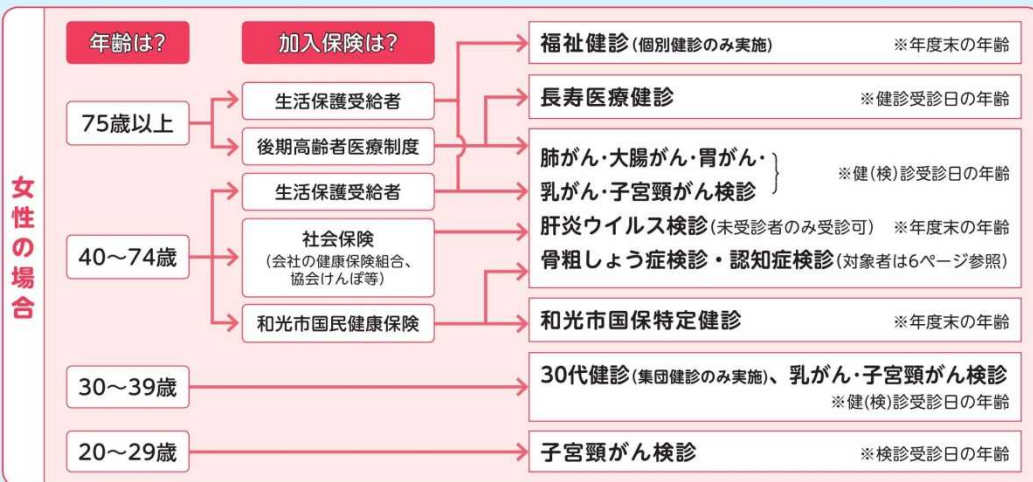 女性の場合
年齢は?
加入保険は?
75歳以上
生活保護受給者
後期高齢者医療制度
40〜74歳
生活保護受給者
社会保険
(会社の健康保険組合、
協会けんぽ等)
和光市国民健康保険
30〜39歳
20〜29歳
福祉健診(個別健診のみ実施) ※年度末の年齢
長寿医療健診 ※健診受診日の年齢
肺がん・大腸がん・胃がん・
乳がん・子宮頸がん検診
※健(検)診受診日の年齢
肝炎ウイルス検診(未受診者のみ受診可) ※年度末の年齢
骨粗しょう症検診・認知症検診(対象者は6ページ参照)
和光市国保特定健診 ※年度末の年齢
30代健診(集団健診のみ実施)、乳がん・子宮頸がん検診
※健(検)診受診日の年齢
子宮頸がん検診 ※検診受診日の年齢